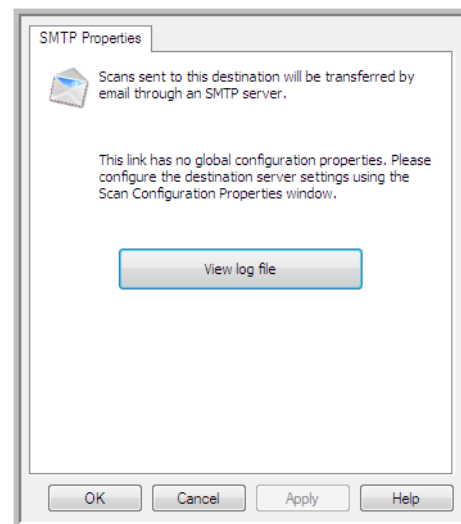 SMTP Properties
Scans sent to this destination will be transferred by
email through an SMTP server.
This link has no global configuration properties. Please
configure the destination server settings using the
Scan Configuration Properties window.
View log file
OK
Cancel
Apply
Help